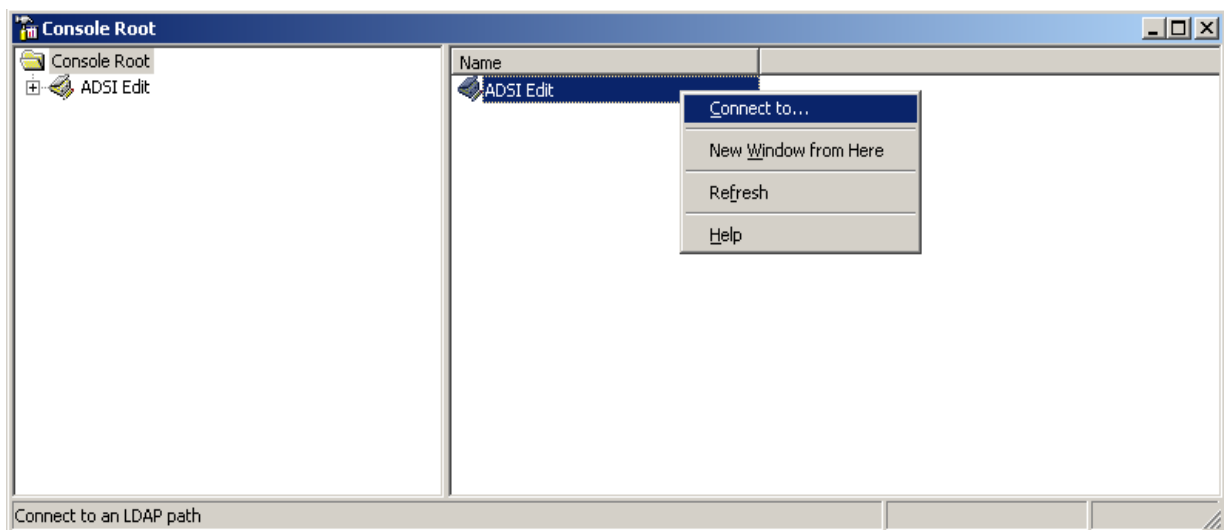 Console Root
Console Root
ADSI Edit
Name
ADSI Edit
Connect to...
New Window from Here
Refresh
Help
Connect to an LDAP path